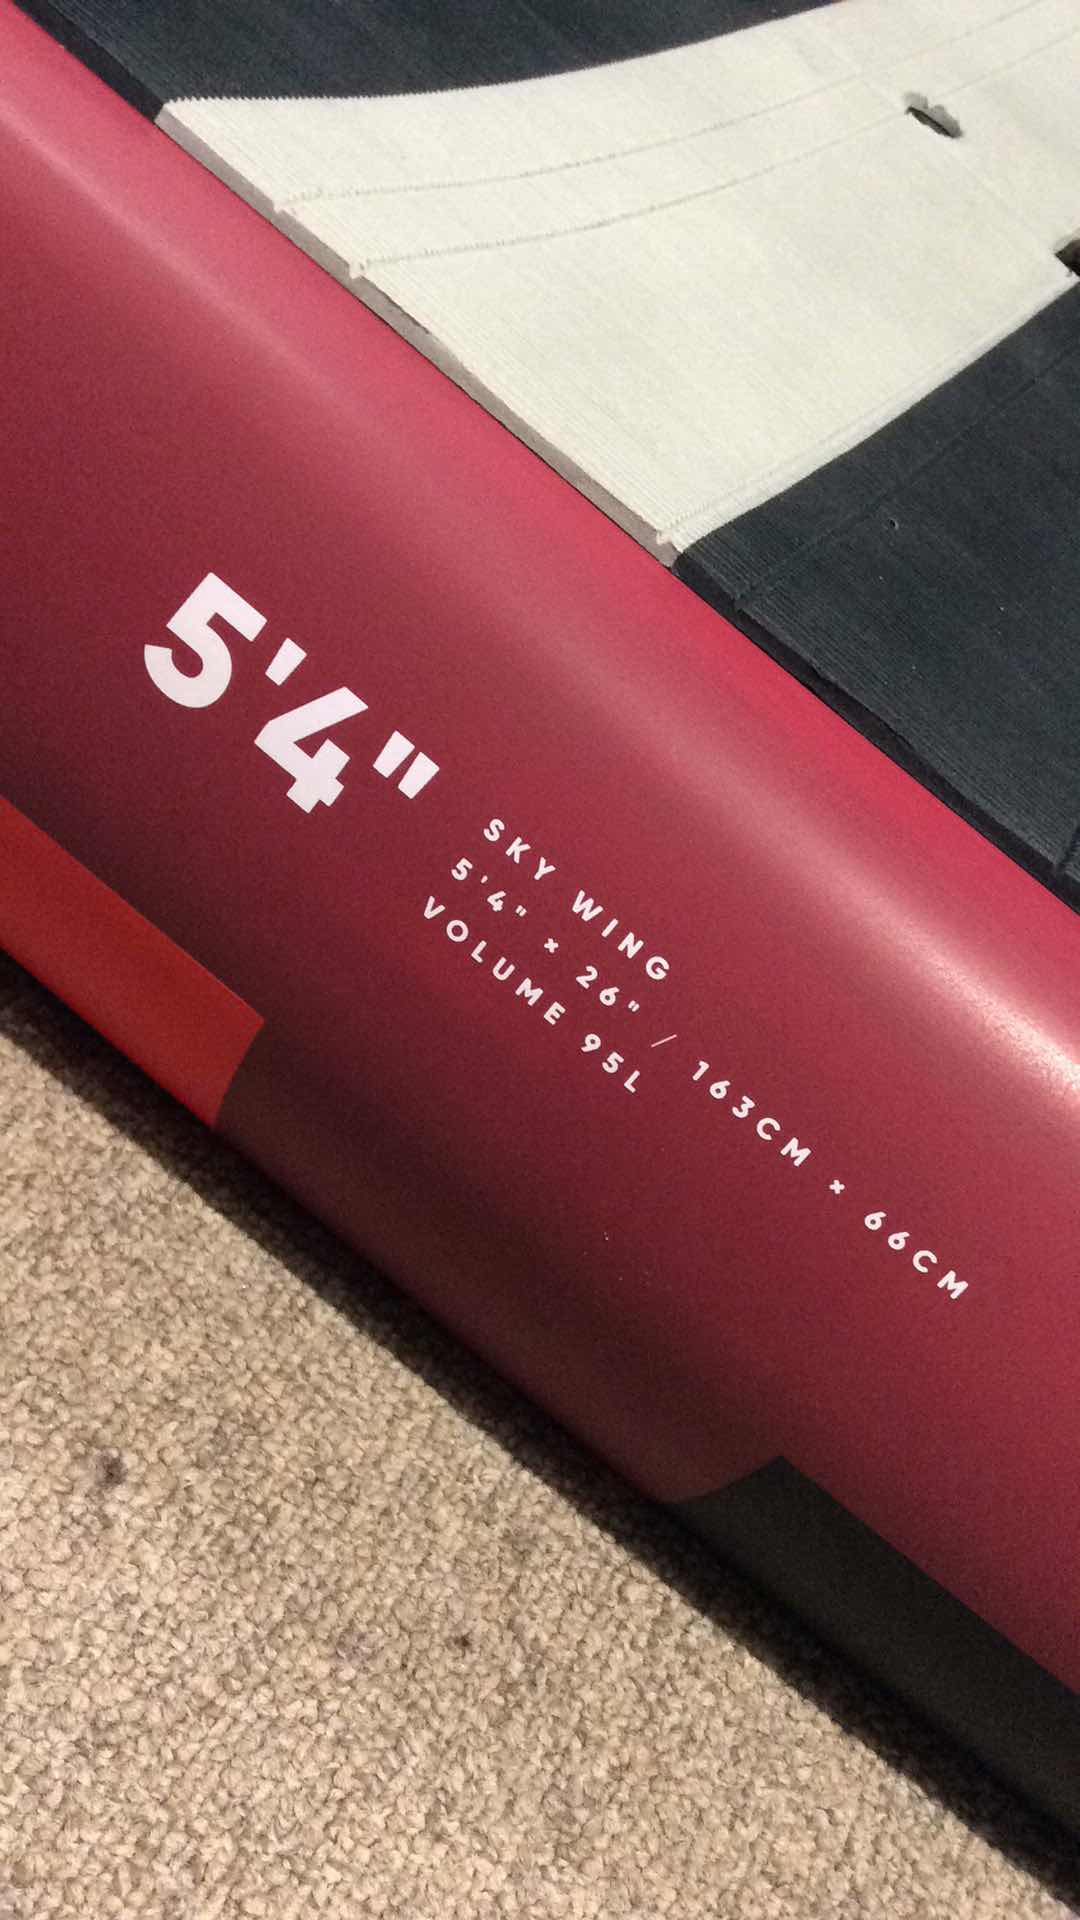 5'4"
SKY WING
5'4" × 26" / 163CM × 66CM
VOLUME 95L